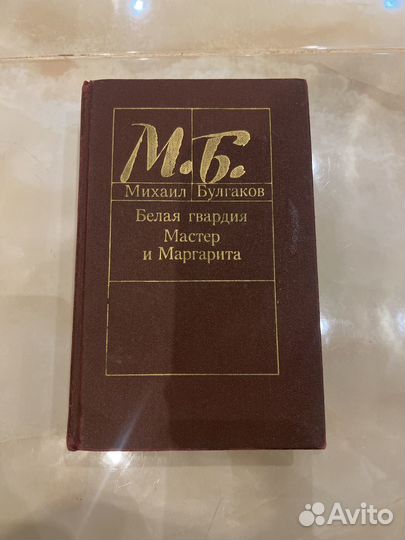 М.Б.
Михаил Булгаков
Белая гвардия
Мастер
и Маргарита
Avito